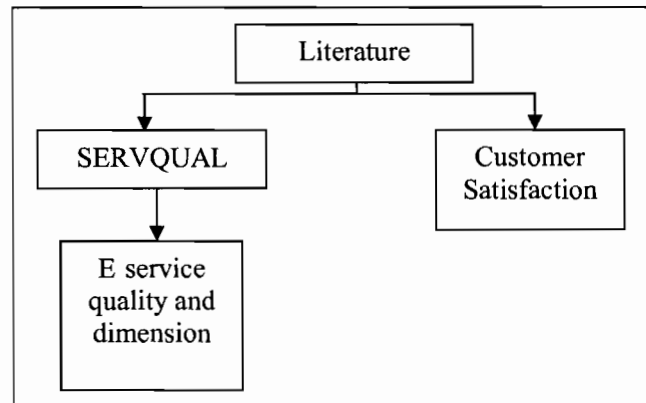 Literature
SERVQUAL
Customer
Satisfaction
E service
quality and
dimension